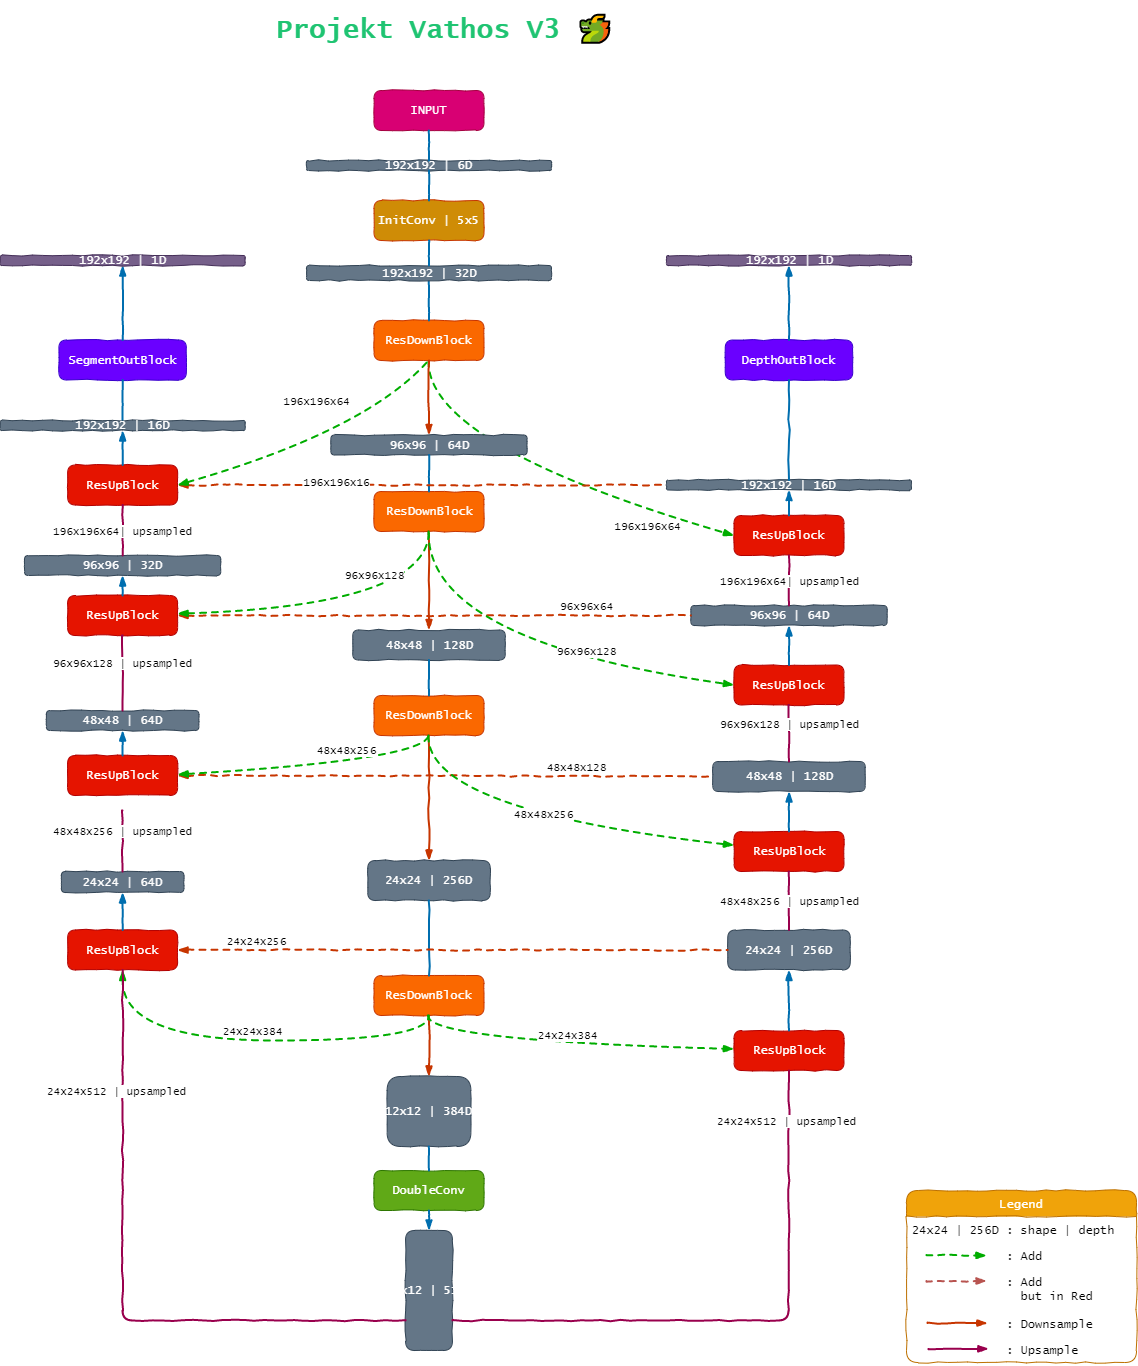 Projekt Vathos V3
INPUT
192x192 | 6D
InitConv | 5x5
192x192 | 1D
192x192 | 32D
192x192 | 1D
ResDownBlock
SegmentOutBlock
DepthOutBlock
196x196x64
192x192 | 16D
96x96 | 64D
ResUpBlock
196x196x16
192x192 | 16D
ResDownBlock
196x196x64| upsampled
196x196x64
ResUpBlock
96x96 | 32D
96x96x128
196x196x64| upsampled
ResUpBlock
96x96x64
96x96 | 64D
48x48 | 128D
96x96x128
96x96x128 | upsampled
ResUpBlock
48x48 | 64D
ResDownBlock
96x96x128 | upsampled
48x48x256
ResUpBlock
48x48x128
48x48 | 128D
48x48x256
48x48x256 | upsampled
ResUpBlock
24x24 | 64D
24x24 | 256D
48x48x256 | upsampled
24x24x256
ResUpBlock
24x24 | 256D
ResDownBlock
24x24x384
24x24x384
ResUpBlock
24x24x512 | upsampled
12x12 | 384D
24x24x512 | upsampled
DoubleConv
x12 | 5
Legend
24x24 | 256D : shape | depth
: Add
: Add
but in Red
: Downsample
: Upsample